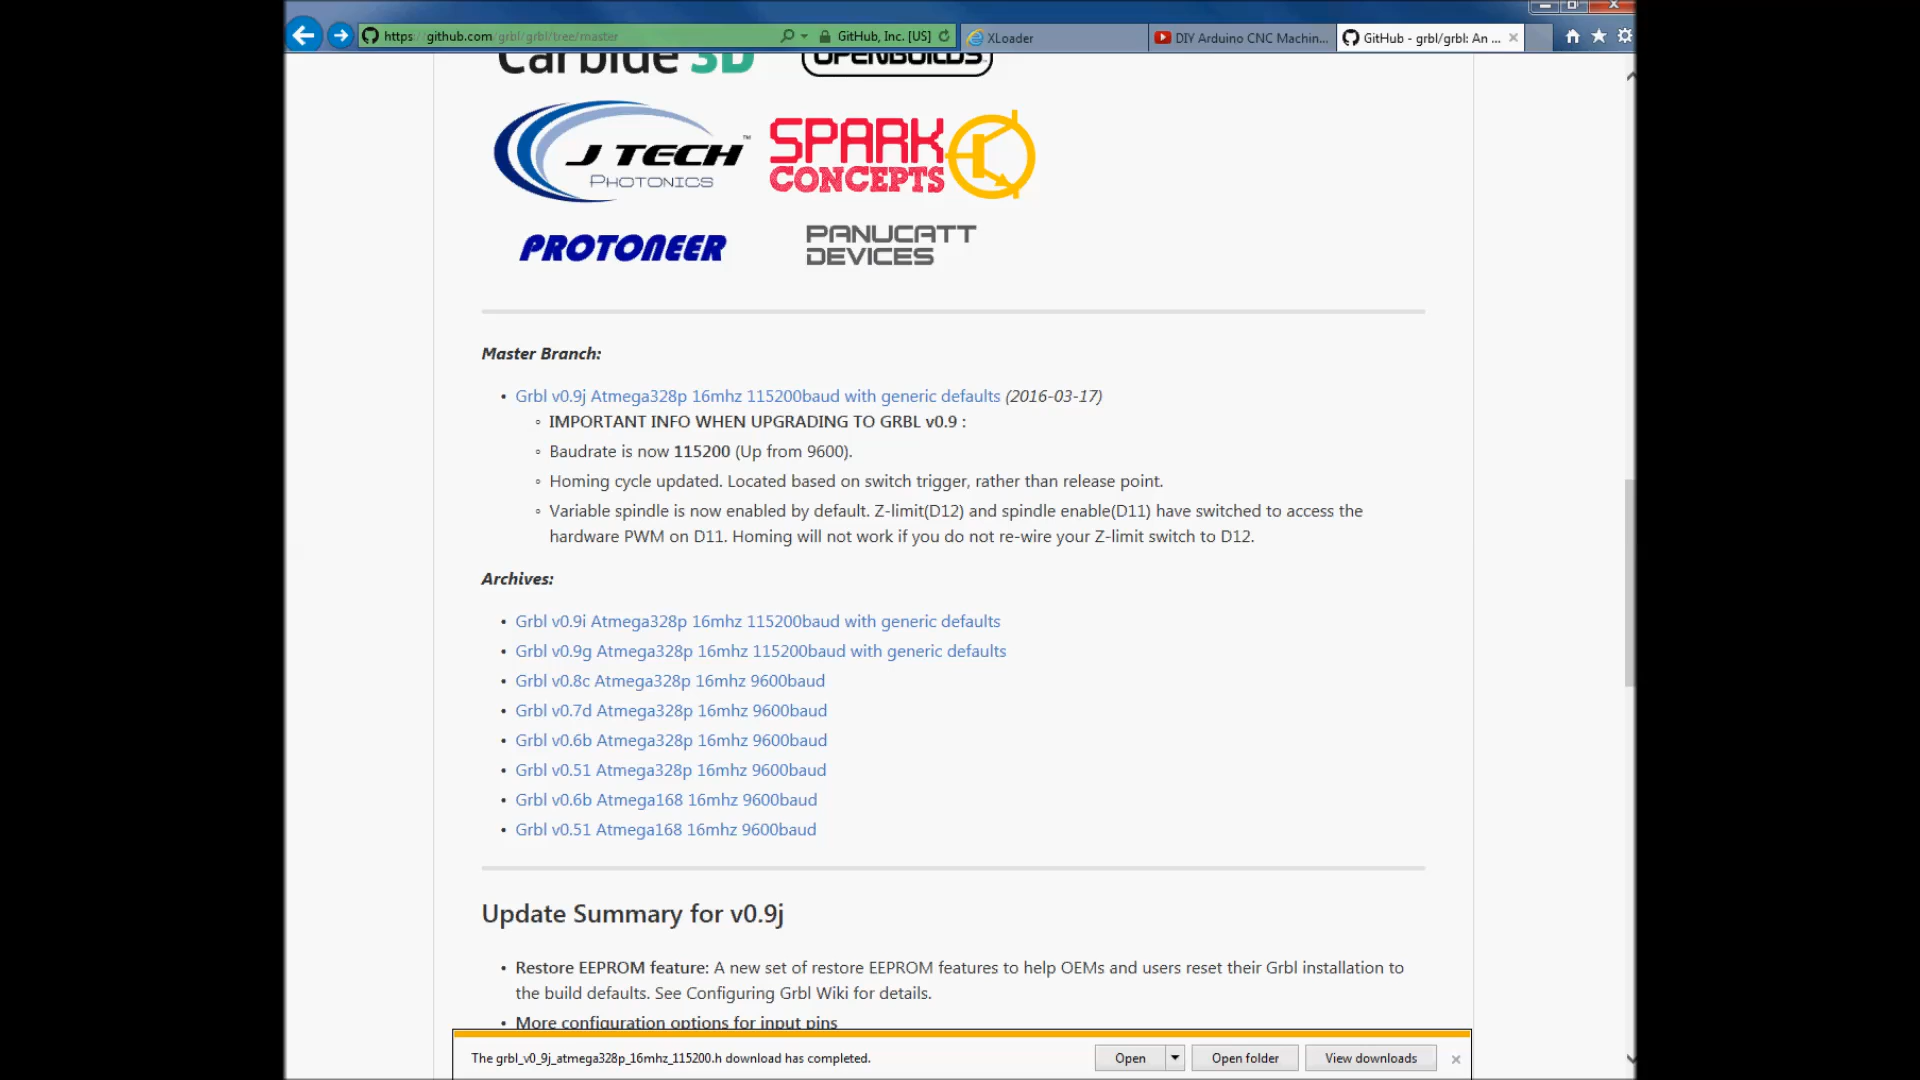 https://github.com/grbl/grbl/tree/master
GitHub, Inc. [US]
XLoader
DIY Arduino CNC Machin...
GitHub - grbl/grbl: An ...
Carbide 3D
OPENBUILDS
J TECH
PHOTONICS
™
SPARK
CONCEPTS
PROTONEER
PANUCATT
DEVICES
Master Branch:
• Grbl v0.9j Atmega328p 16mhz 115200baud with generic defaults (2016-03-17)
◦ IMPORTANT INFO WHEN UPGRADING TO GRBL v0.9 :
◦ Baudrate is now 115200 (Up from 9600).
◦ Homing cycle updated. Located based on switch trigger, rather than release point.
◦ Variable spindle is now enabled by default. Z-limit(D12) and spindle enable(D11) have switched to access the
hardware PWM on D11. Homing will not work if you do not re-wire your Z-limit switch to D12.
Archives:
• Grbl v0.9i Atmega328p 16mhz 115200baud with generic defaults
• Grbl v0.9g Atmega328p 16mhz 115200baud with generic defaults
• Grbl v0.8c Atmega328p 16mhz 9600baud
• Grbl v0.7d Atmega328p 16mhz 9600baud
• Grbl v0.6b Atmega328p 16mhz 9600baud
• Grbl v0.51 Atmega328p 16mhz 9600baud
• Grbl v0.6b Atmega168 16mhz 9600baud
• Grbl v0.51 Atmega168 16mhz 9600baud
Update Summary for v0.9j
• Restore EEPROM feature: A new set of restore EEPROM features to help OEMs and users reset their Grbl installation to
the build defaults. See Configuring Grbl Wiki for details.
• More configuration options for input pins
The grbl_v0_9j_atmega328p_16mhz_115200.h download has completed.
Open
Open folder
View downloads